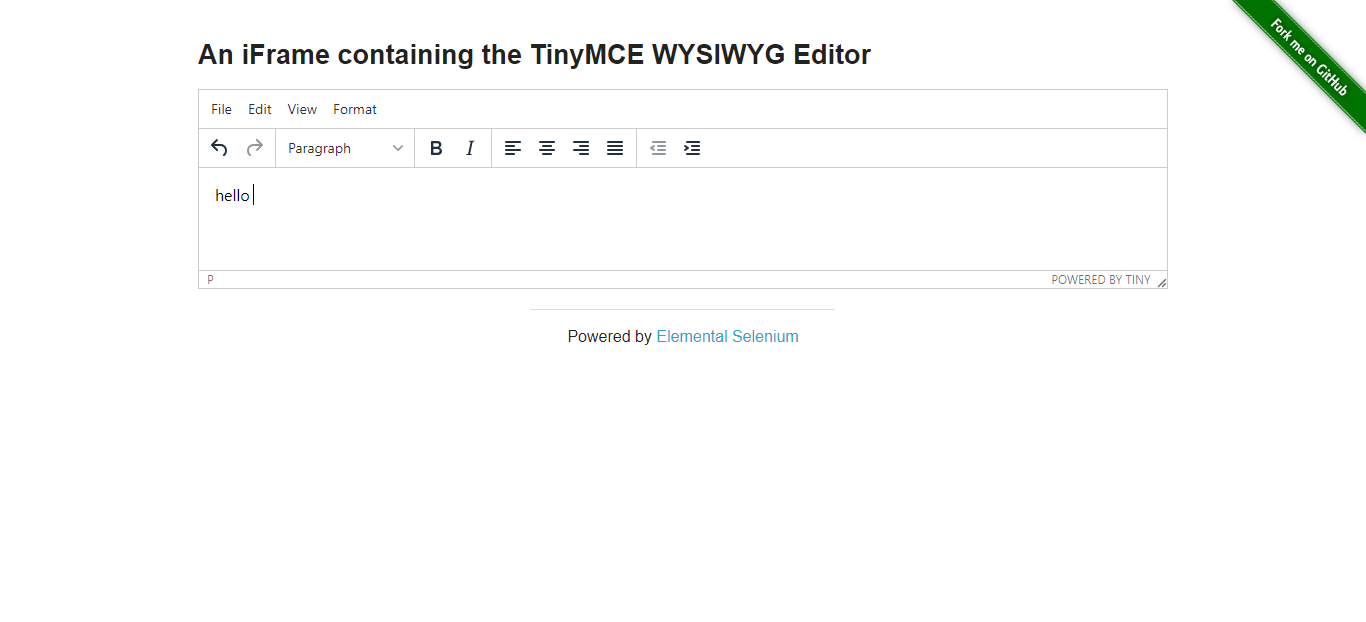 Fork me on GitHub
An iFrame containing the TinyMCE WYSIWYG Editor
File Edit View Format
Paragraph B I
hello
P POWERED BY TINY
Powered by Elemental Selenium